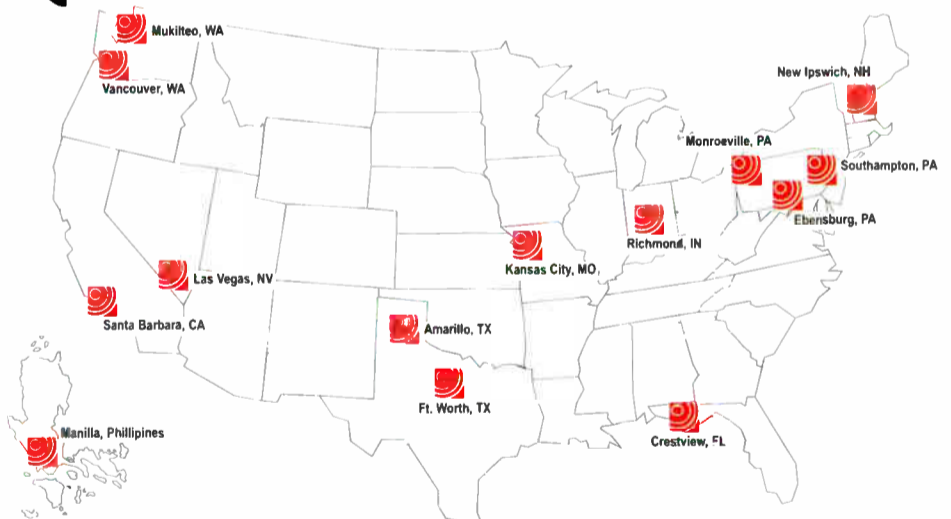 Mukilteo, WA
Vancouver, WA
New Ipswich, NH
Monroeville, PA
Southampton, PA
Ebensburg, PA
Richmond, IN
Kansas City, MO,
Las Vegas, NV
Santa Barbara, CA
Amarillo, TX
Ft. Worth, TX
Crestview, FL
Manilla, Phillipines